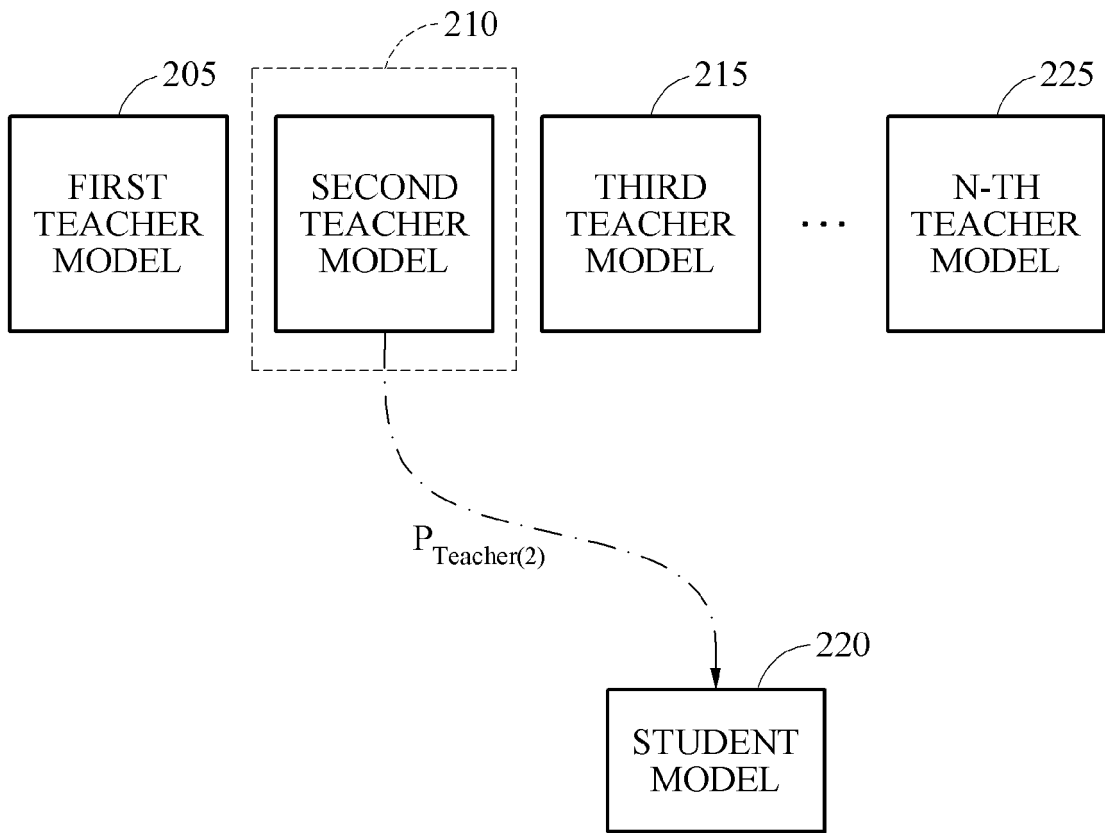 210
205
215
225
FIRST
TEACHER
MODEL
SECOND
TEACHER
MODEL
THIRD
TEACHER
MODEL
...
N-TH
TEACHER
MODEL
P_Teacher(2)
220
STUDENT
MODEL